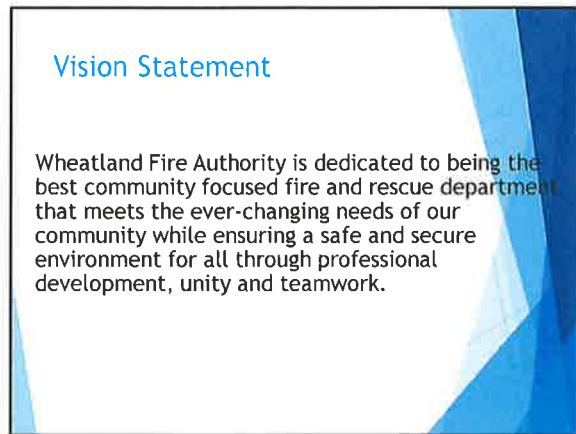 Vision Statement
Wheatland Fire Authority is dedicated to being the
best community focused fire and rescue department
that meets the ever-changing needs of our
community while ensuring a safe and secure
environment for all through professional
development, unity and teamwork.